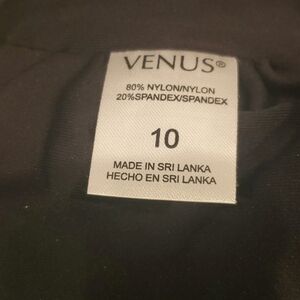 VENUS®
80% NYLON/NYLON
20%SPANDEX/SPANDEX
10
MADE IN SRI LANKA
HECHO EN SRI LANKA